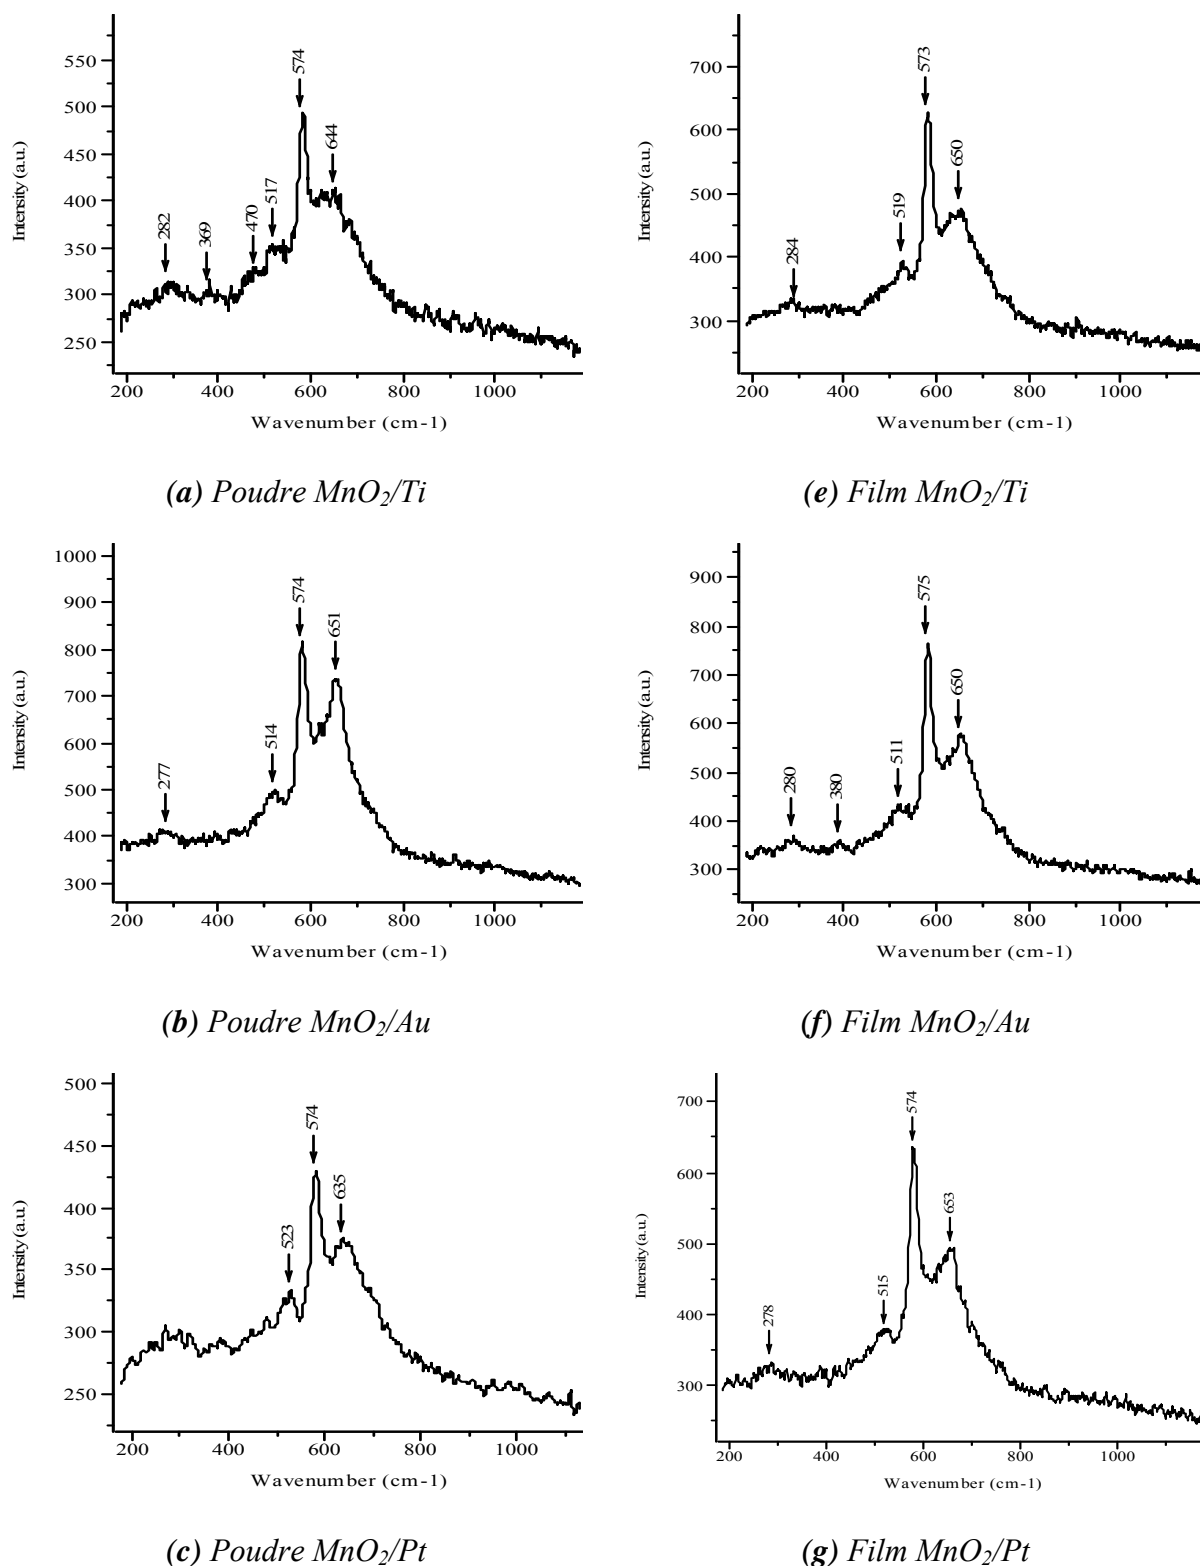 574
644
517
470
369
282
550
500
450
400
350
300
250
Intensity (a.u.)
200 400 600 800 1000
Wavenumber (cm-1)
(a) Poudre MnO2/Ti
573
650
519
284
700
600
500
400
300
Intensity (a.u.)
200 400 600 800 1000
Wavenumber (cm-1)
(e) Film MnO2/Ti
574
651
514
277
1000
900
800
700
600
500
400
300
Intensity (a.u.)
200 400 600 800 1000
Wavenumber (cm-1)
(b) Poudre MnO2/Au
575
650
511
380
280
900
800
700
600
500
400
300
Intensity (a.u.)
200 400 600 800 1000
Wavenumber (cm-1)
(f) Film MnO2/Au
574
635
523
500
450
400
350
300
250
Intensity (a.u.)
200 400 600 800 1000
Wavenumber (cm-1)
(c) Poudre MnO2/Pt
574
653
515
278
700
600
500
400
300
Intensity (a.u.)
200 400 600 800 1000
Wavenumber (cm-1)
(g) Film MnO2/Pt